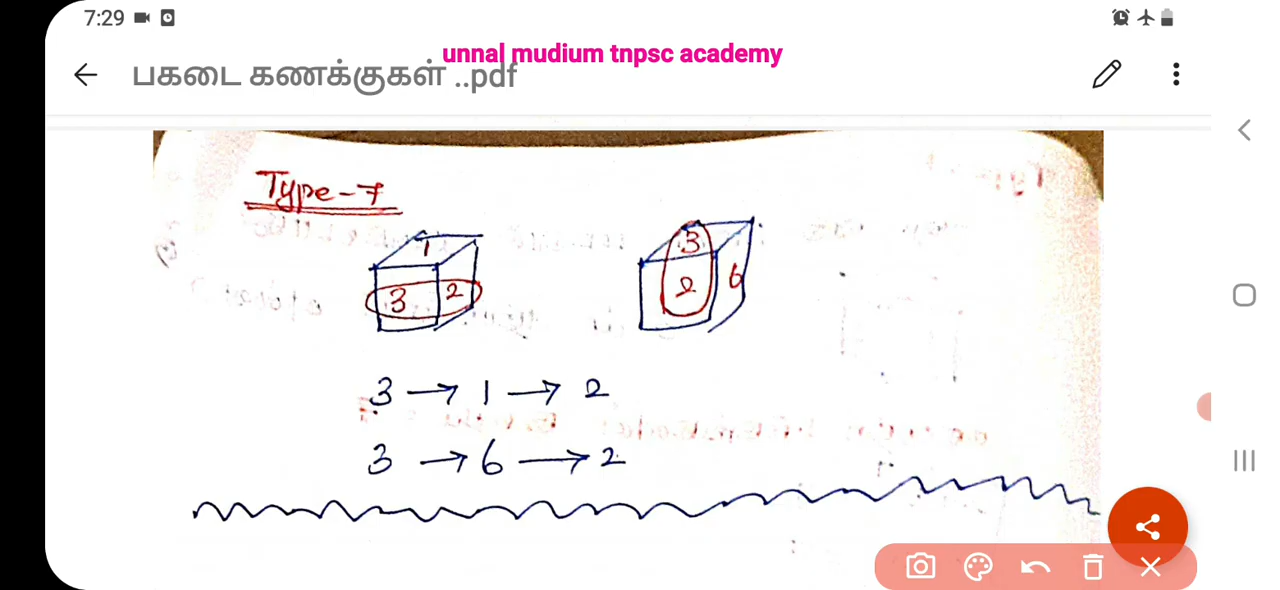 7:29
unnal mudium tnpsc academy
பகடை கணக்குகள் ..pdf
Type-7
1
3 2
3
2 6
3 → 1 → 2
3 → 6 → 2